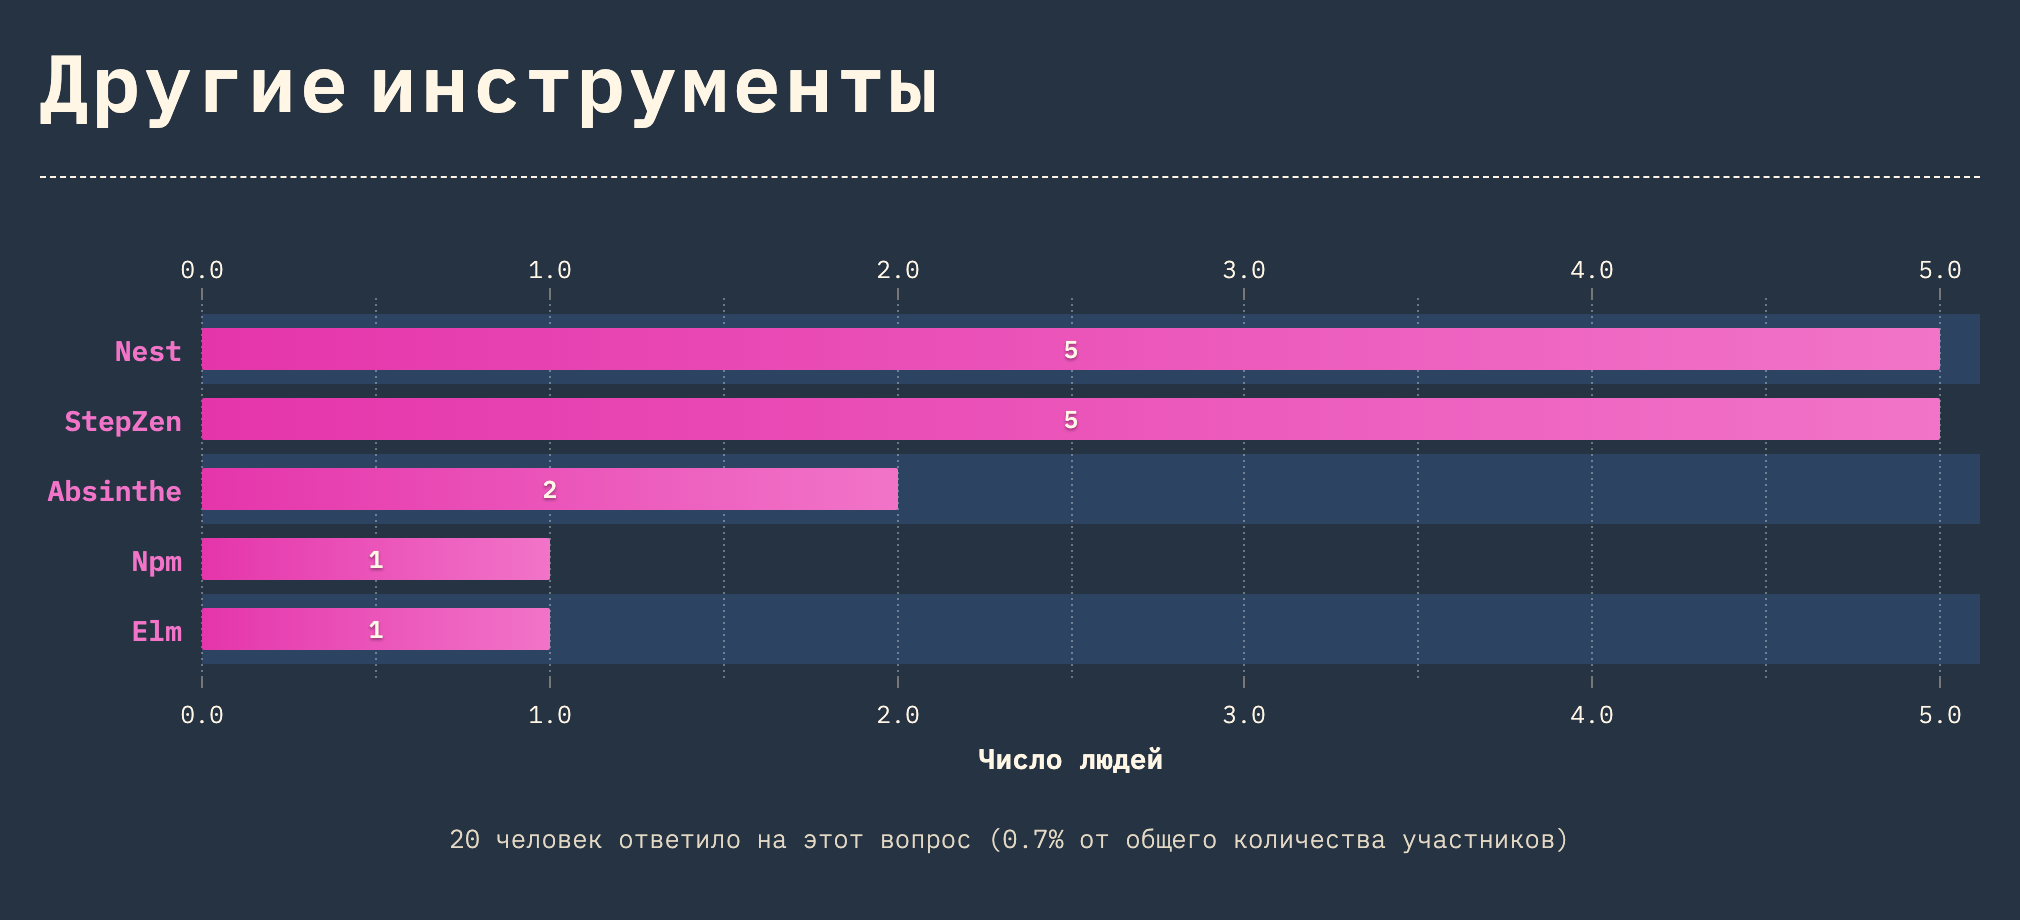 Другие инструменты
0.0 1.0 2.0 3.0 4.0 5.0
Nest 5
StepZen 5
Absinthe 2
Npm 1
Elm 1
0.0 1.0 2.0 3.0 4.0 5.0
Число людей
20 человек ответило на этот вопрос (0.7% от общего количества участников)